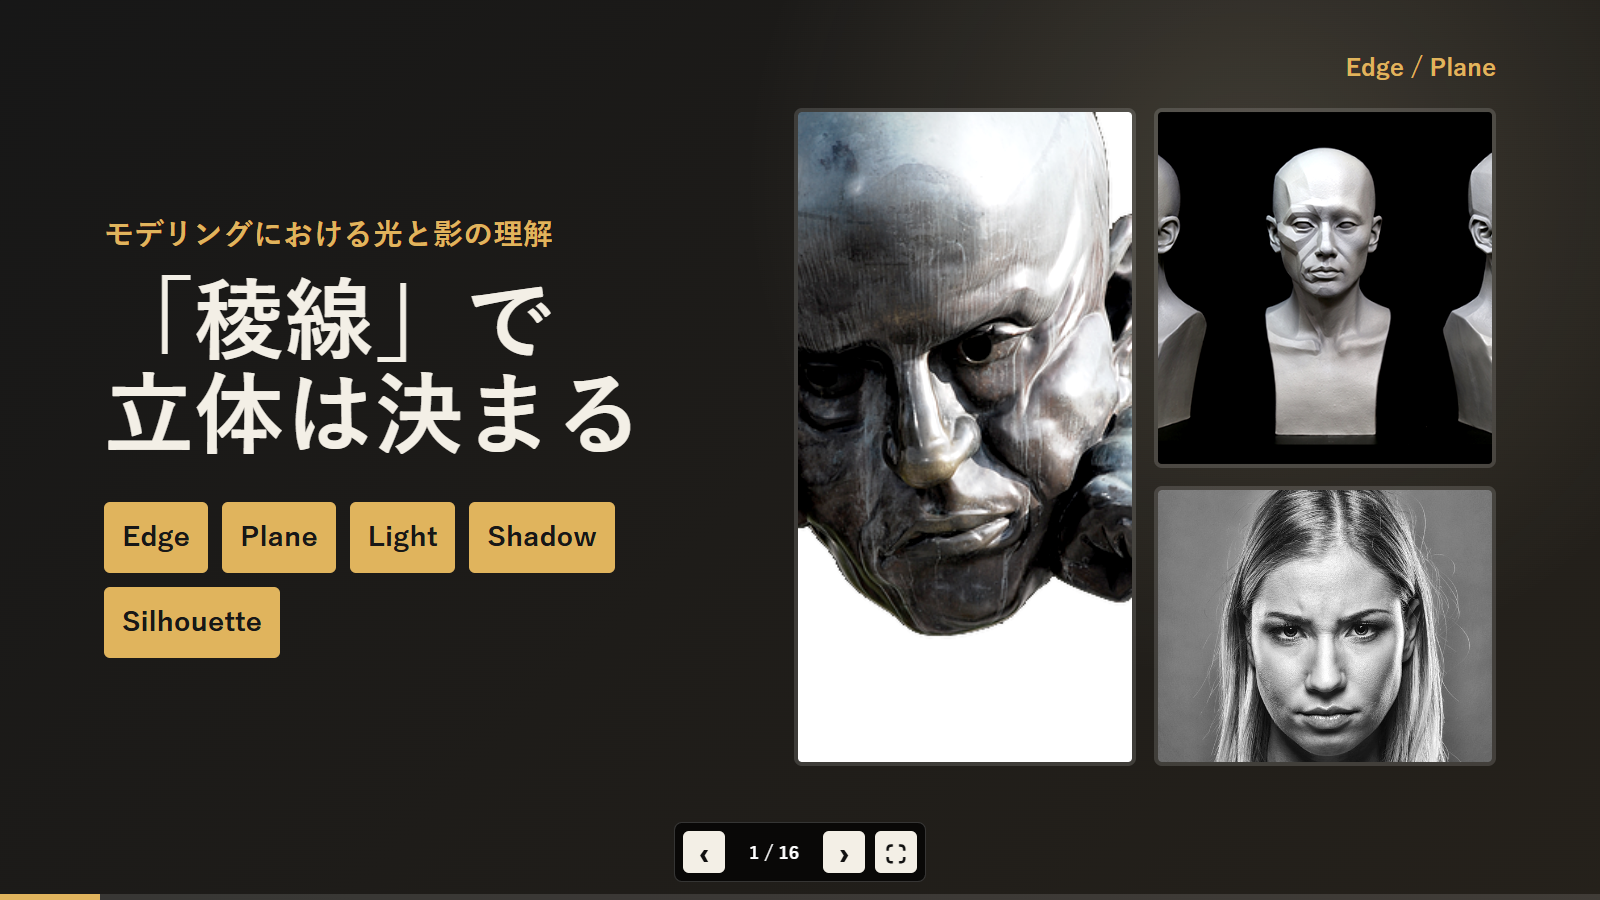 Edge / Plane
モデリングにおける光と影の理解
「稜線」で
立体は決まる
Edge
Plane
Light
Shadow
Silhouette
‹ 1 / 16 ›